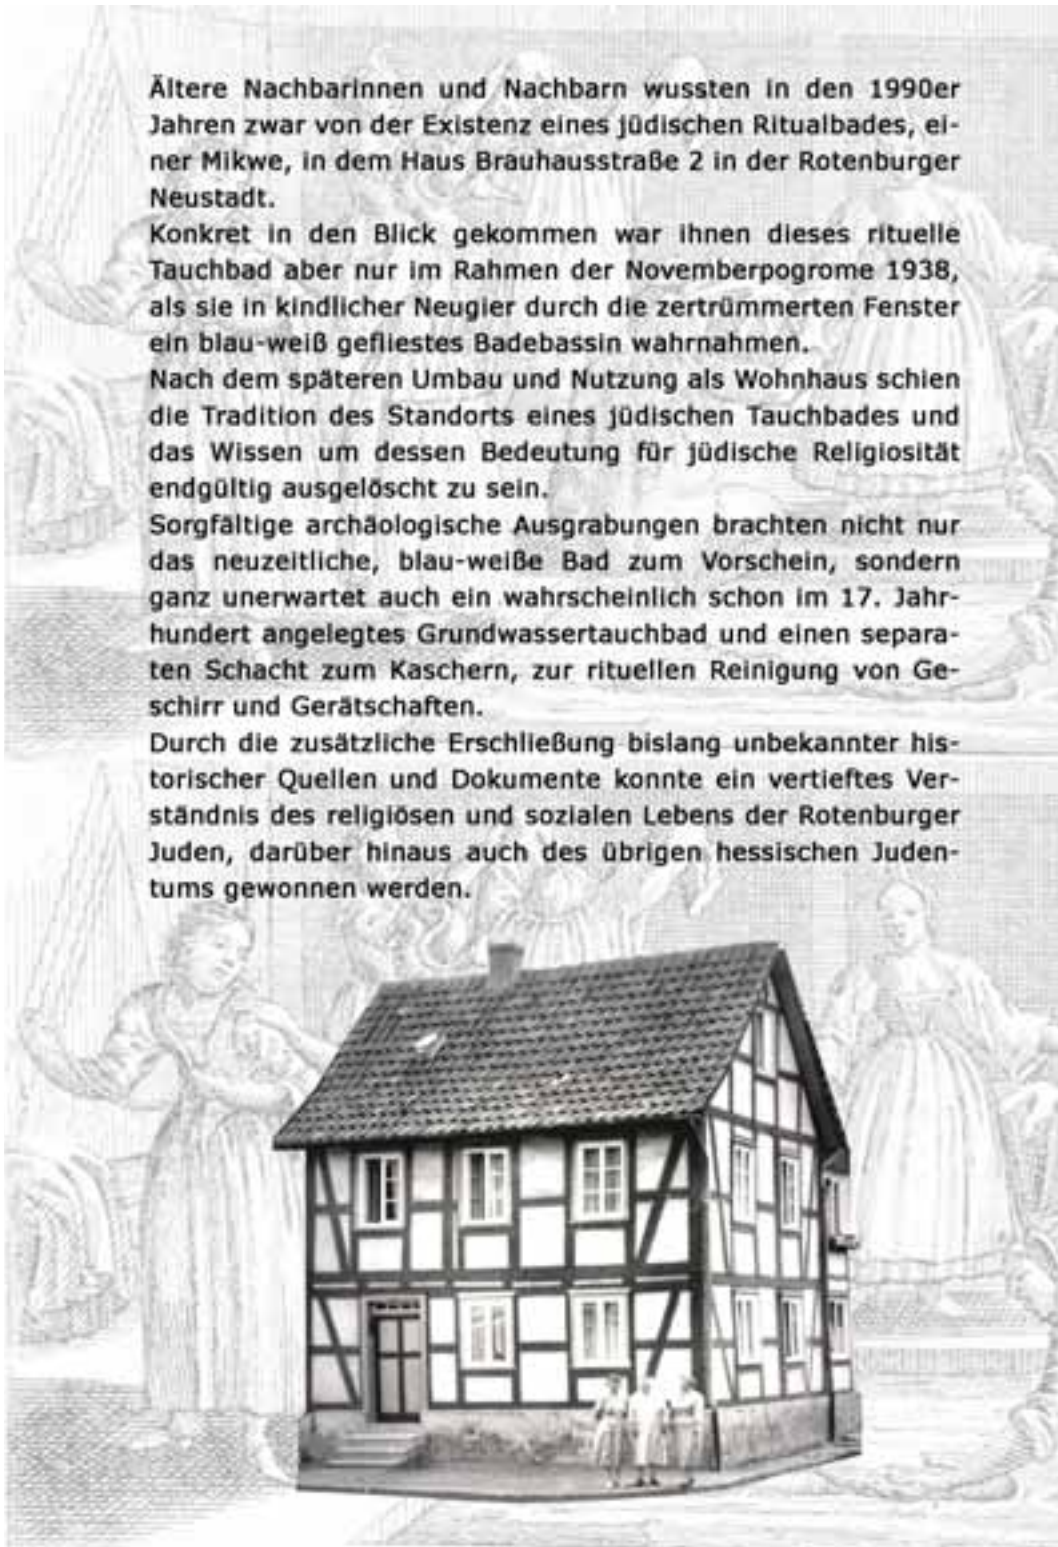 Ältere Nachbarinnen und Nachbarn wussten in den 1990er
Jahren zwar von der Existenz eines jüdischen Ritualbades, ei-
ner Mikwe, in dem Haus Brauhausstraße 2 in der Rotenburger
Neustadt.
Konkret in den Blick gekommen war ihnen dieses rituelle
Tauchbad aber nur im Rahmen der Novemberpogrome 1938,
als sie in kindlicher Neugier durch die zertrümmerten Fenster
ein blau-weiß gefliestes Badebassin wahrnahmen.
Nach dem späteren Umbau und Nutzung als Wohnhaus schien
die Tradition des Standorts eines jüdischen Tauchbades und
das Wissen um dessen Bedeutung für jüdische Religiosität
endgültig ausgelöscht zu sein.
Sorgfältige archäologische Ausgrabungen brachten nicht nur
das neuzeitliche, blau-weiße Bad zum Vorschein, sondern
ganz unerwartet auch ein wahrscheinlich schon im 17. Jahr-
hundert angelegtes Grundwassertauchbad und einen separa-
ten Schacht zum Kaschern, zur rituellen Reinigung von Ge-
schirr und Gerätschaften.
Durch die zusätzliche Erschließung bislang unbekannter his-
torischer Quellen und Dokumente konnte ein vertieftes Ver-
ständnis des religiösen und sozialen Lebens der Rotenburger
Juden, darüber hinaus auch des übrigen hessischen Juden-
tums gewonnen werden.